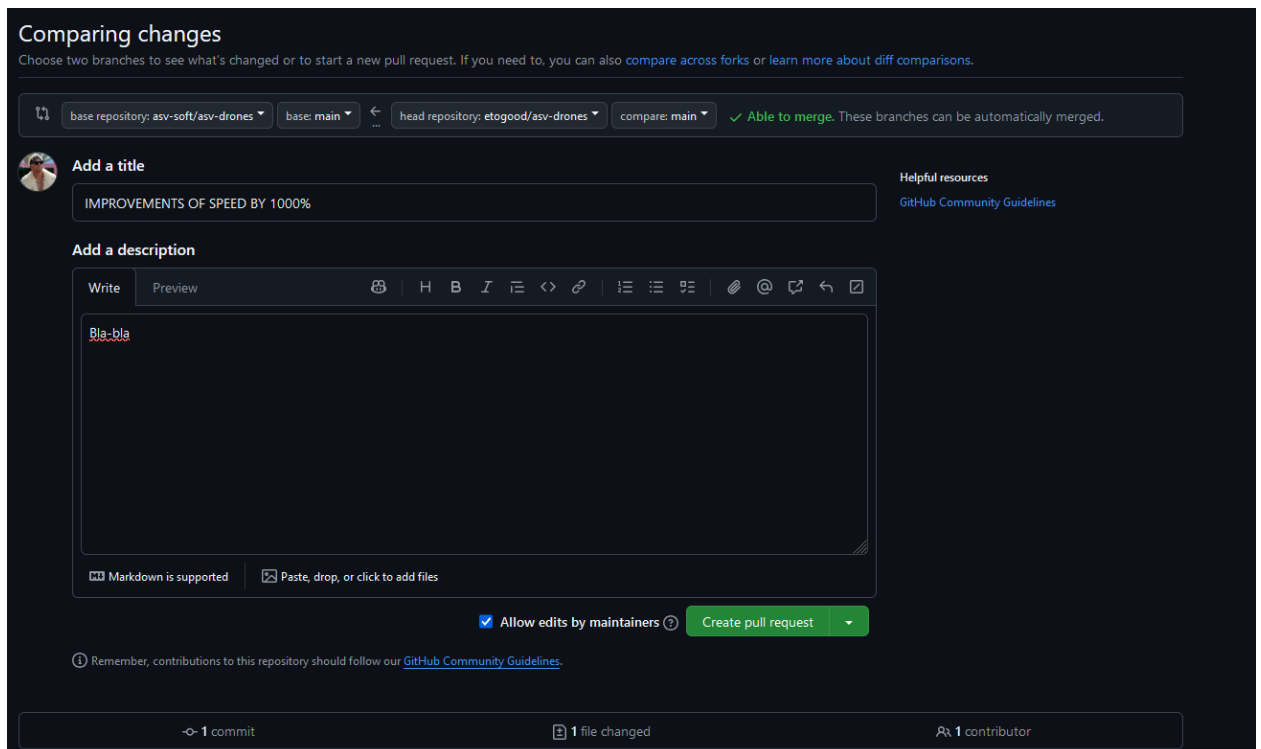 Comparing changes
Choose two branches to see what's changed or to start a new pull request. If you need to, you can also compare across forks or learn more about diff comparisons.
base repository: asv-soft/asv-drones base: main ← ... head repository: etogood/asv-drones compare: main ✓ Able to merge. These branches can be automatically merged.
Add a title
Helpful resources
IMPROVEMENTS OF SPEED BY 1000%
GitHub Community Guidelines
Add a description
Write Preview H B I
Bla-bla
Markdown is supported Paste, drop, or click to add files
Allow edits by maintainers Create pull request
Remember, contributions to this repository should follow our GitHub Community Guidelines.
1 commit 1 file changed 1 contributor